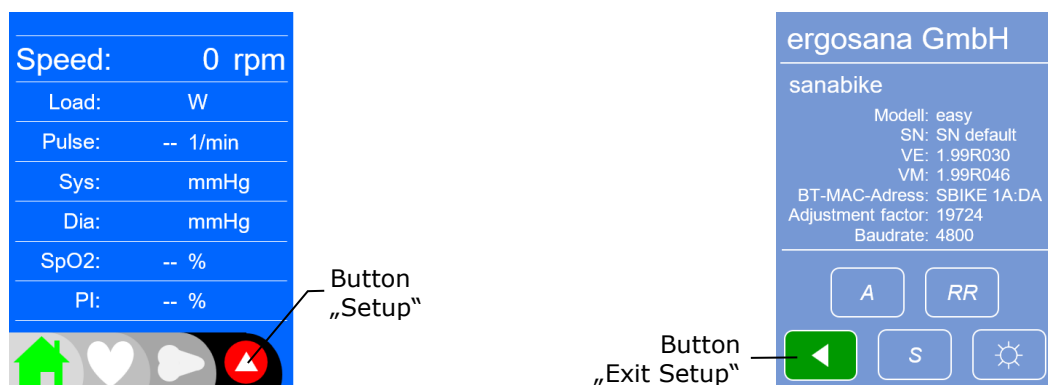 Speed: 0 rpm
Load: W
Pulse: -- 1/min
Sys: mmHg
Dia: mmHg
SpO2: -- %
PI: -- %
Button
„Setup“
ergosana GmbH
sanabike
Modell: easy
SN: SN default
VE: 1.99R030
VM: 1.99R046
BT-MAC-Adress: SBIKE 1A:DA
Adjustment factor: 19724
Baudrate: 4800
A RR
S
Button
„Exit Setup“